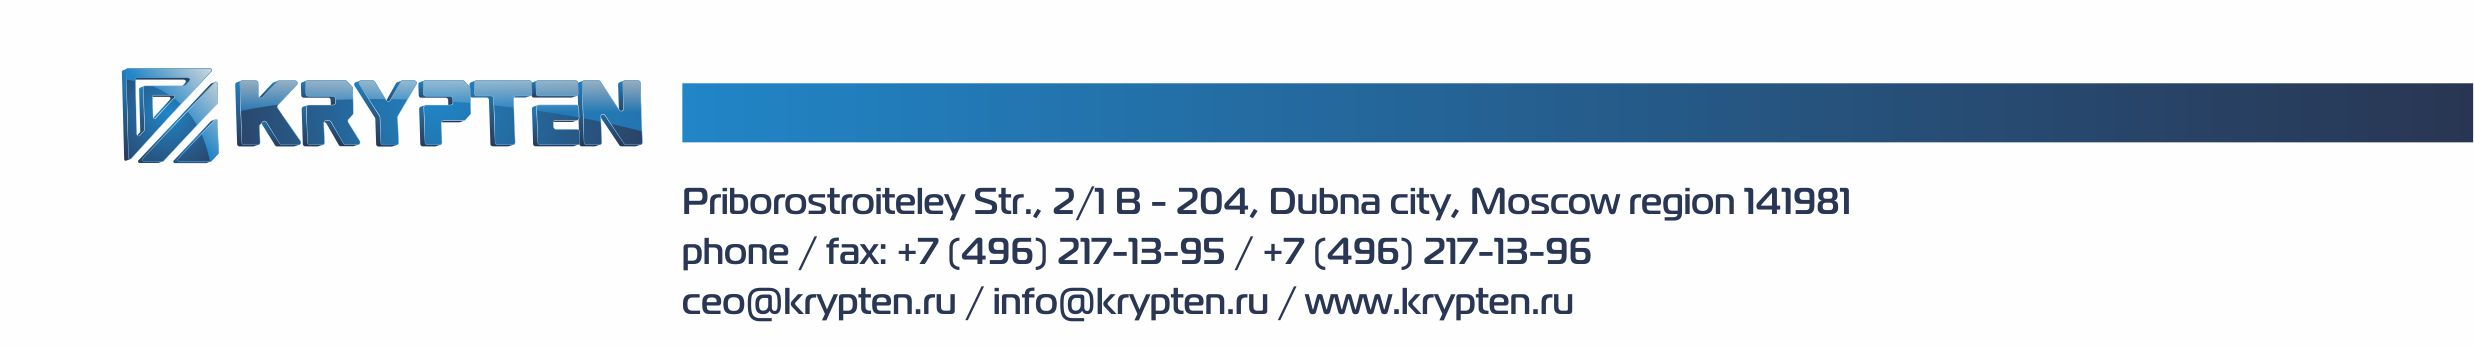 KRYPTEN
Priborostroiteley Str., 2/1 B - 204, Dubna city, Moscow region 141981
phone / fax: +7 (496) 217-13-95 / +7 (496) 217-13-96
ceo@krypten.ru / info@krypten.ru / www.krypten.ru